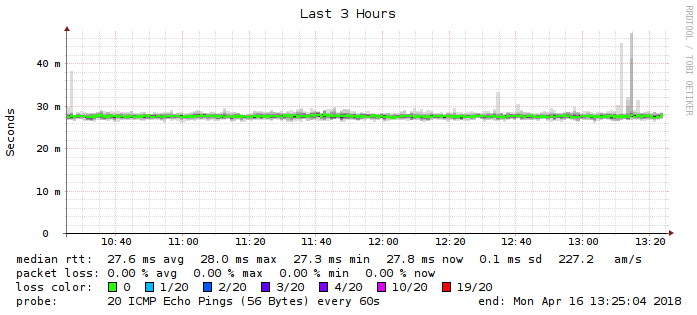 Last 3 Hours
RRDTOOL / TOBI OETIKER
Seconds
40 m
30 m
20 m
10 m
0
10:40 11:00 11:20 11:40 12:00 12:20 12:40 13:00 13:20
median rtt: 27.6 ms avg 28.0 ms max 27.3 ms min 27.8 ms now 0.1 ms sd 227.2 am/s
packet loss: 0.00 % avg 0.00 % max 0.00 % min 0.00 % now
loss color: 0 1/20 2/20 3/20 4/20 10/20 19/20
probe: 20 ICMP Echo Pings (56 Bytes) every 60s end: Mon Apr 16 13:25:04 2018